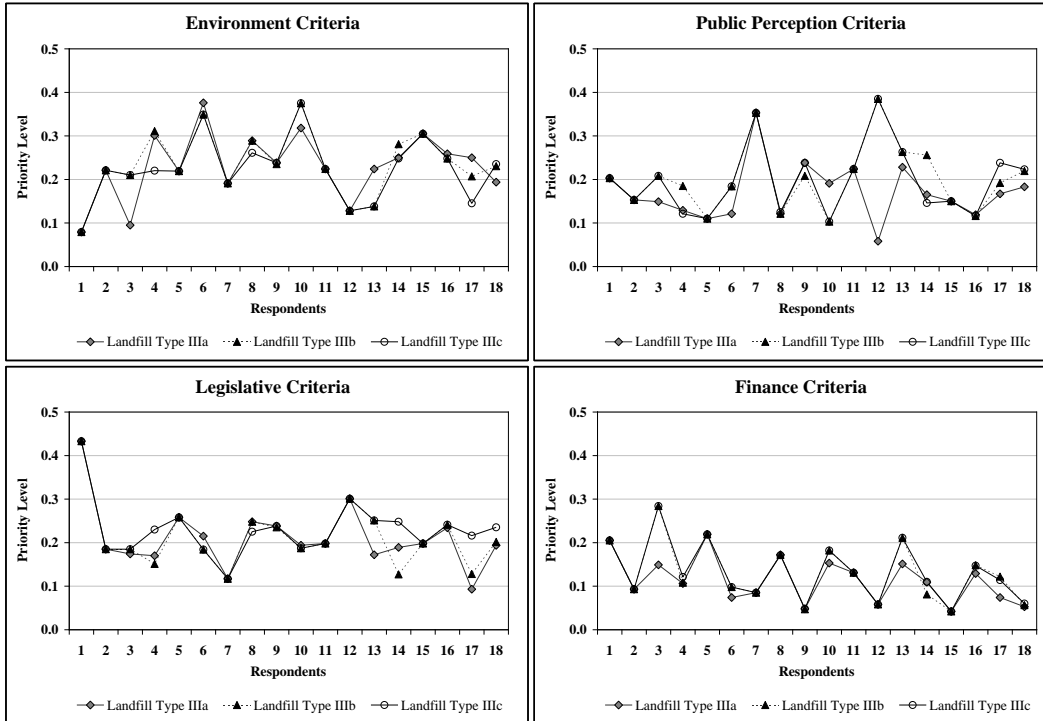 Environment Criteria
0.5
0.4
0.3
0.2
0.1
0.0
Priority Level
1 2 3 4 5 6 7 8 9 10 11 12 13 14 15 16 17 18
Respondents
Landfill Type IIIa Landfill Type IIIb Landfill Type IIIc
Public Perception Criteria
0.5
0.4
0.3
0.2
0.1
0.0
Priority Level
1 2 3 4 5 6 7 8 9 10 11 12 13 14 15 16 17 18
Respondents
Landfill Type IIIa Landfill Type IIIb Landfill Type IIIc
Legislative Criteria
0.5
0.4
0.3
0.2
0.1
0.0
Priority Level
1 2 3 4 5 6 7 8 9 10 11 12 13 14 15 16 17 18
Respondents
Landfill Type IIIa Landfill Type IIIb Landfill Type IIIc
Finance Criteria
0.5
0.4
0.3
0.2
0.1
0.0
Priority Level
1 2 3 4 5 6 7 8 9 10 11 12 13 14 15 16 17 18
Respondents
Landfill Type IIIa Landfill Type IIIb Landfill Type IIIc